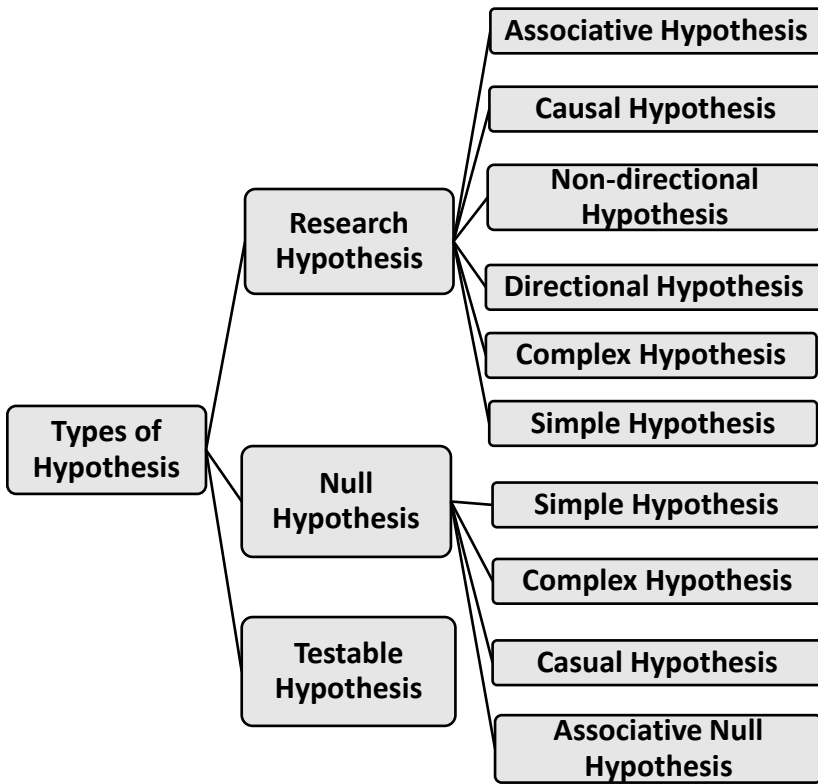 Types of
Hypothesis
Research
Hypothesis
Associative Hypothesis
Causal Hypothesis
Non-directional
Hypothesis
Directional Hypothesis
Complex Hypothesis
Simple Hypothesis
Null
Hypothesis
Simple Hypothesis
Complex Hypothesis
Casual Hypothesis
Associative Null
Hypothesis
Testable
Hypothesis